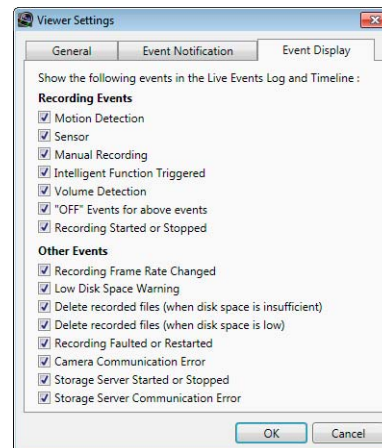 Viewer Settings
General Event Notification Event Display
Show the following events in the Live Events Log and Timeline :
Recording Events
Motion Detection
Sensor
Manual Recording
Intelligent Function Triggered
Volume Detection
"OFF" Events for above events
Recording Started or Stopped
Other Events
Recording Frame Rate Changed
Low Disk Space Warning
Delete recorded files (when disk space is insufficient)
Delete recorded files (when disk space is low)
Recording Faulted or Restarted
Camera Communication Error
Storage Server Started or Stopped
Storage Server Communication Error
OK Cancel